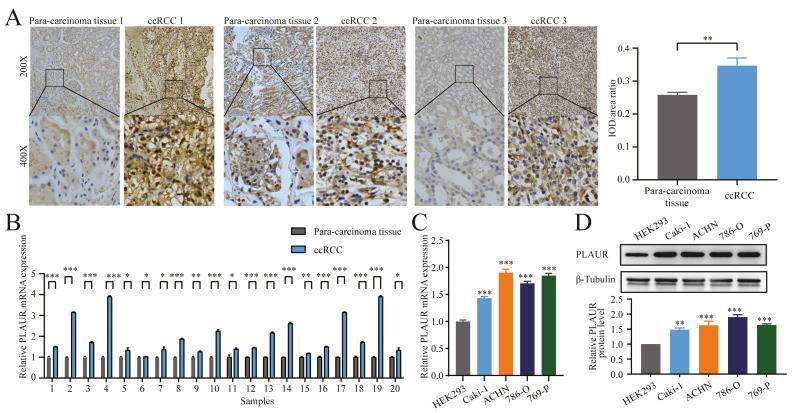 A
Para-carcinoma tissue 1
ccRCC 1
Para-carcinoma tissue 2
ccRCC 2
Para-carcinoma tissue 3
ccRCC 3
200X
400X
IOD/area ratio
0.4
0.3
0.2
0.1
0.0
**
Para-carcinoma
tissue
ccRCC
B
Para-carcinoma tissue
ccRCC
Relative PLAUR mRNA expression
5
4
3
2
1
0
*** *** *** *** * * * *** ** *** * *** *** *** ** *** *** *** *** *
1 2 3 4 5 6 7 8 9 10 11 12 13 14 15 16 17 18 19 20
Samples
C
Relative PLAUR mRNA expression
2.5
2.0
1.5
1.0
0.5
0.0
*** *** *** ***
HEK293 Caki-1 ACHN 786-O 769-P
D
HEK293 Caki-1 ACHN 786-O 769-P
PLAUR
β-Tubulin
Relative PLAUR
protein level
2.0
1.5
1.0
0.5
0.0
** *** *** ***
HEK293 Caki-1 ACHN 786-O 769-P